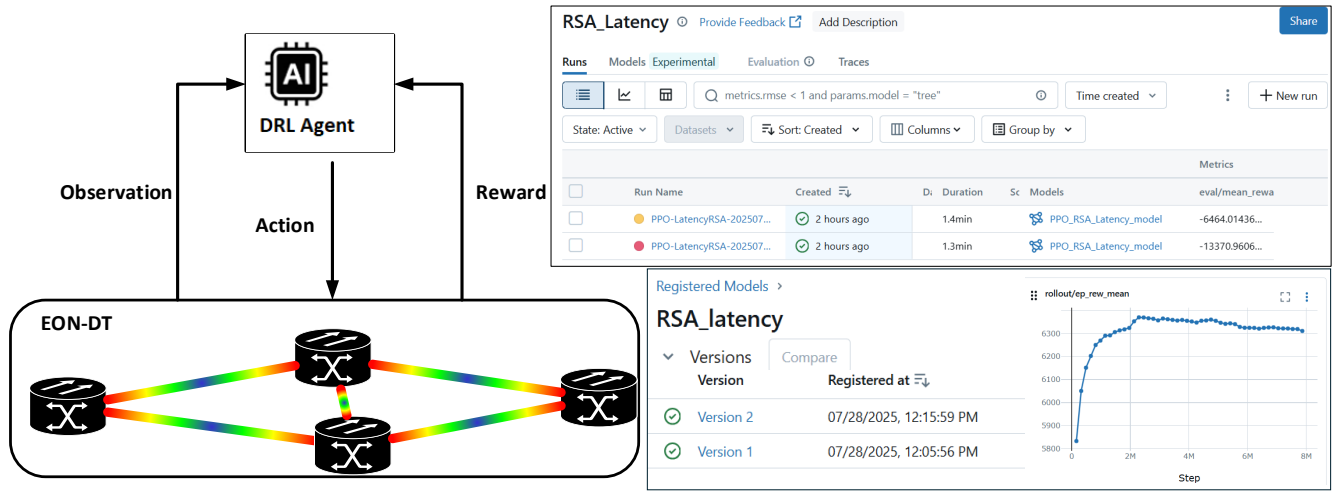 AI
DRL Agent
Observation
Action
Reward
EON-DT
RSA_Latency Provide Feedback Add Description
Share
Runs Models Experimental Evaluation Traces
metrics.rmse < 1 and params.model = "tree"
Time created
+ New run
State: Active Datasets Sort: Created Columns Group by
Metrics
Run Name Created Duration Sc Models eval/mean_rewa
PPO-LatencyRSA-202507... 2 hours ago 1.4min PPO_RSA_Latency_model -6464.01436...
PPO-LatencyRSA-202507... 2 hours ago 1.3min PPO_RSA_Latency_model -13370.9606...
Registered Models >
RSA_latency
Versions Compare
Version Registered at
Version 2 07/28/2025, 12:15:59 PM
Version 1 07/28/2025, 12:05:56 PM
rollout/ep_rew_mean
6300
6200
6100
6000
5900
5800
0 2M 4M 6M 8M
Step